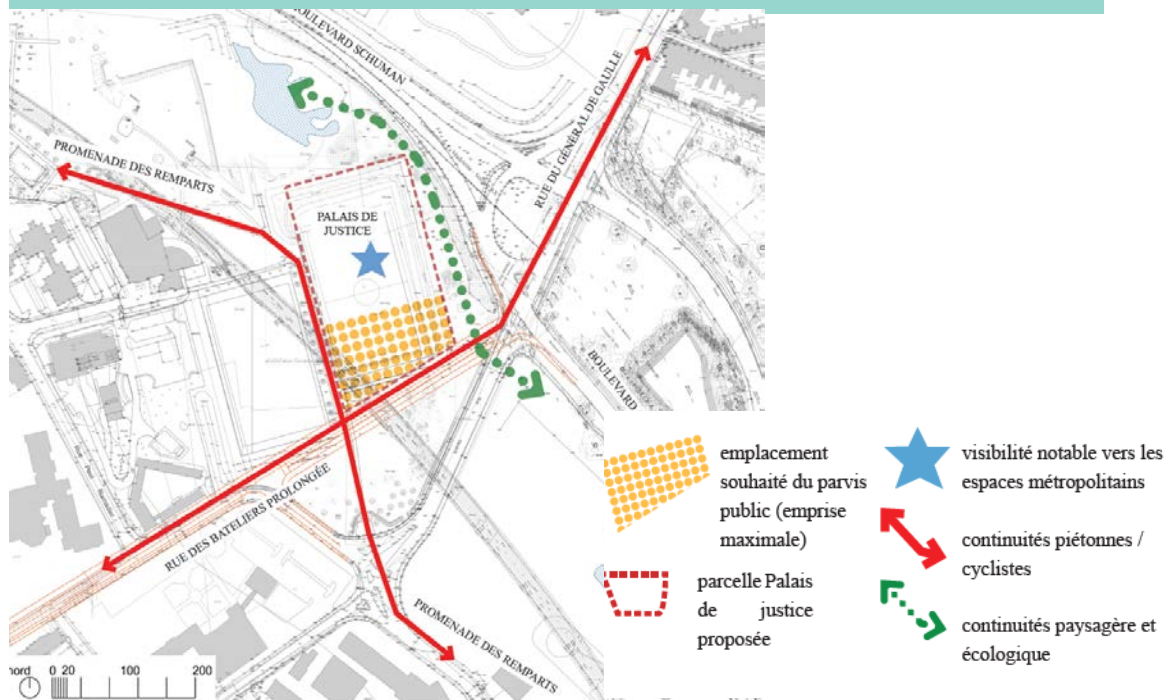 BOULEVARD SCHUMAN
RUE DU GÉNÉRAL DE GAULLE
PROMENADE DES REMPARTS
PALAIS DE
JUSTICE
BOULEVARD
RUE DES BATELIERS PROLONGÉE
PROMENADE DES REMPARTS
nord 0 20 100 200
emplacement
souhaité du parvis
public (emprise
maximale)
parcelle Palais
de justice
proposée
visibilité notable vers les
espaces métropolitains
continuités piétonnes /
cyclistes
continuités paysagère et
écologique